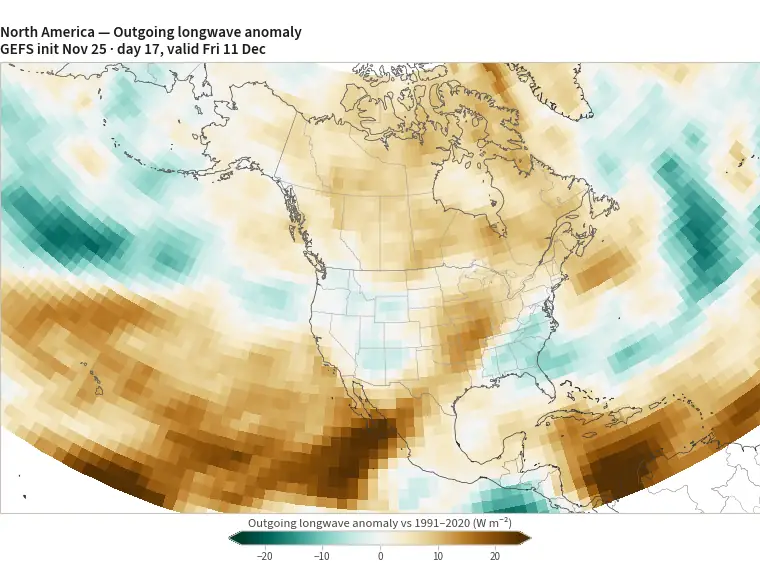 North America — Outgoing longwave anomaly
GEFS init Nov 25 · day 17, valid Fri 11 Dec
Outgoing longwave anomaly vs 1991–2020 (W m⁻²)
−20 −10 0 10 20